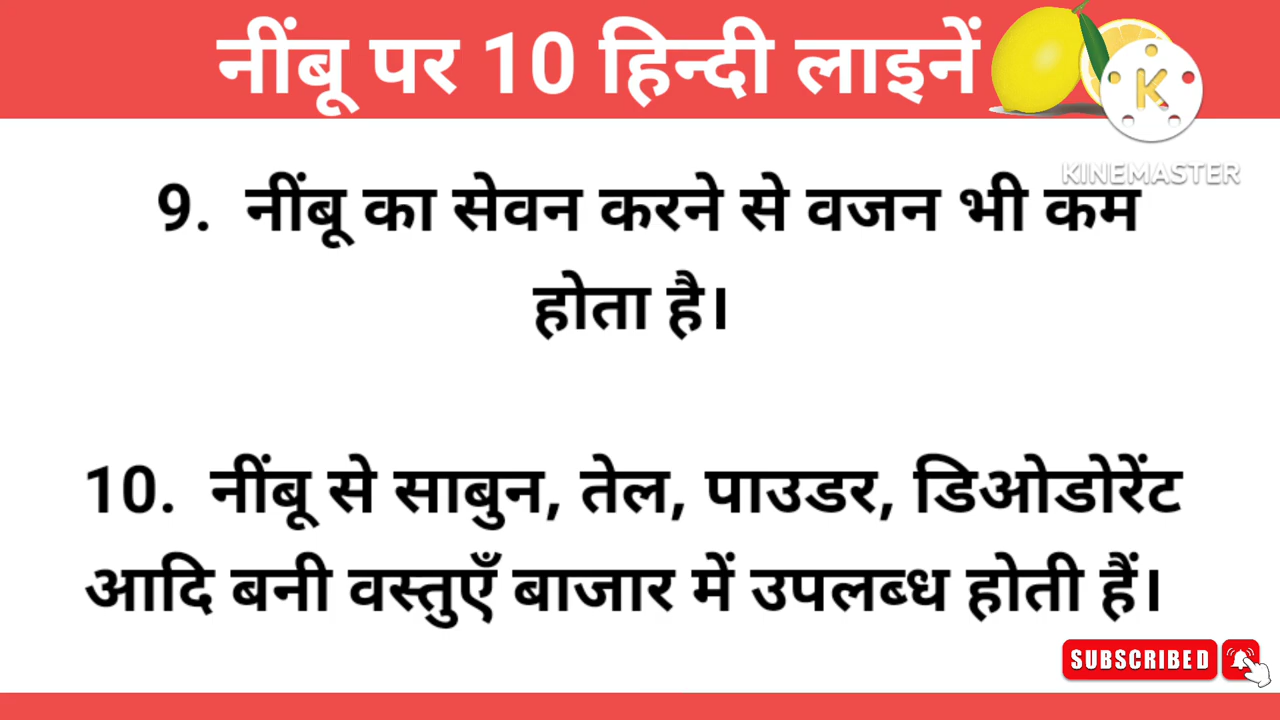 नींबू पर 10 हिन्दी लाइनें
K
KINEMASTER
9. नींबू का सेवन करने से वजन भी कम
होता है।
10. नींबू से साबुन, तेल, पाउडर, डिओडोरेंट
आदि बनी वस्तुएँ बाजार में उपलब्ध होती हैं।
SUBSCRIBED